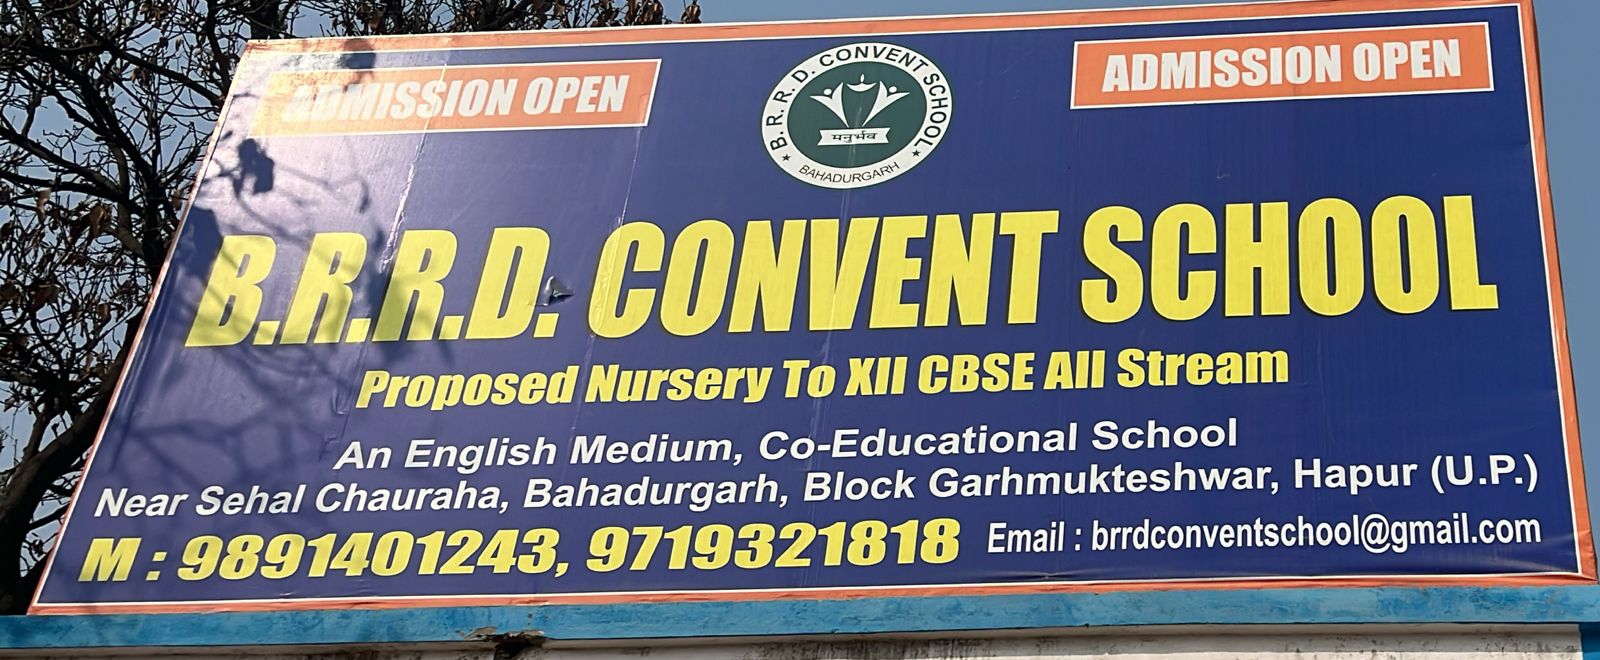 ADMISSION OPEN
B. R. R. D. CONVENT SCHOOL
मनुर्भव
BAHADURGARH
ADMISSION OPEN
B.R.R.D. CONVENT SCHOOL
Proposed Nursery To XII CBSE All Stream
An English Medium, Co-Educational School
Near Sehal Chauraha, Bahadurgarh, Block Garhmukteshwar, Hapur (U.P.)
M : 9891401243, 9719321818 Email : brrdconventschool@gmail.com